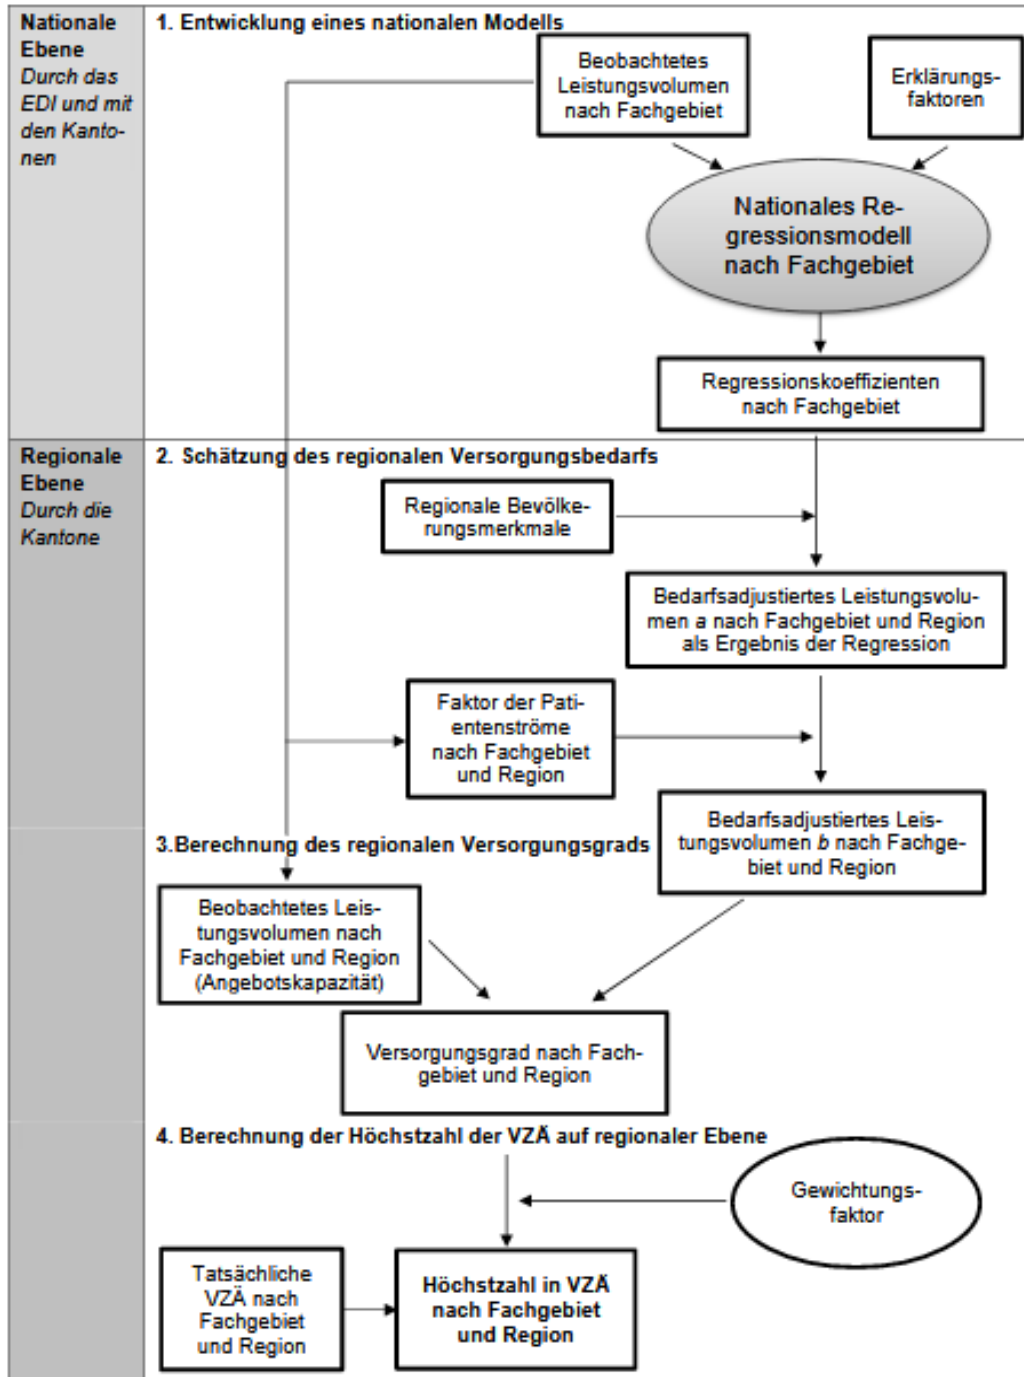 Nationale
Ebene
Durch das
EDI und mit
den Kanto-
nen
1. Entwicklung eines nationalen Modells
Beobachtetes
Leistungsvolumen
nach Fachgebiet
Erklärungs-
faktoren
Nationales Re-
gressionsmodell
nach Fachgebiet
Regressionskoeffizienten
nach Fachgebiet
Regionale
Ebene
Durch die
Kantone
2. Schätzung des regionalen Versorgungsbedarfs
Regionale Bevölke-
rungsmerkmale
Bedarfsadjustiertes Leistungsvolu-
men a nach Fachgebiet und Region
als Ergebnis der Regression
Faktor der Pati-
entenströme
nach Fachgebiet
und Region
Bedarfsadjustiertes Leis-
tungsvolumen b nach Fachge-
biet und Region
3.Berechnung des regionalen Versorgungsgrads
Beobachtetes Leis-
tungsvolumen nach
Fachgebiet und Region
(Angebotskapazität)
Versorgungsgrad nach Fach-
gebiet und Region
4. Berechnung der Höchstzahl der VZÄ auf regionaler Ebene
Gewichtungs-
faktor
Tatsächliche
VZÄ nach
Fachgebiet
und Region
Höchstzahl in VZÄ
nach Fachgebiet
und Region